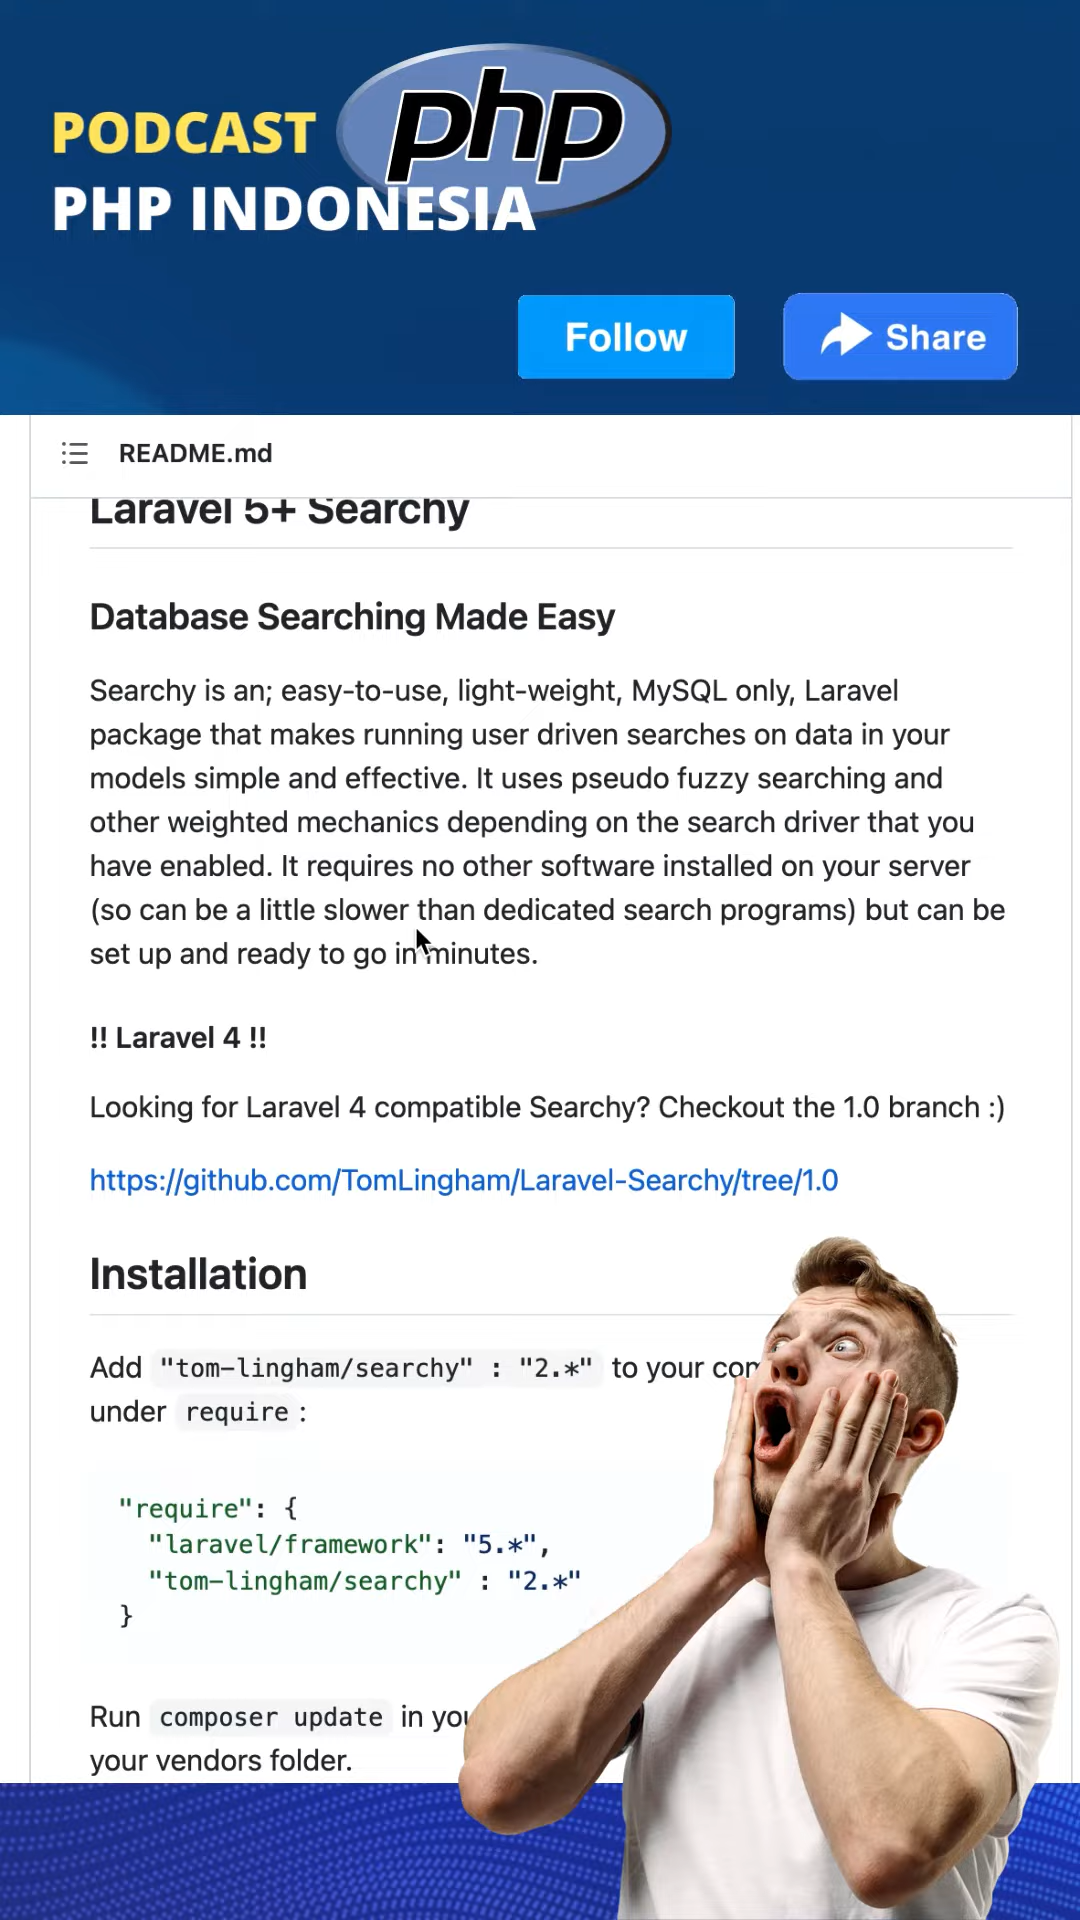 PODCAST
php
PHP INDONESIA
Follow
Share
README.md
Laravel 5+ Searchy
Database Searching Made Easy
Searchy is an; easy-to-use, light-weight, MySQL only, Laravel
package that makes running user driven searches on data in your
models simple and effective. It uses pseudo fuzzy searching and
other weighted mechanics depending on the search driver that you
have enabled. It requires no other software installed on your server
(so can be a little slower than dedicated search programs) but can be
set up and ready to go in minutes.
!! Laravel 4 !!
Looking for Laravel 4 compatible Searchy? Checkout the 1.0 branch :)
https://github.com/TomLingham/Laravel-Searchy/tree/1.0
Installation
Add "tom-lingham/searchy" : "2.*" to your
under require :
"require": {
"laravel/framework": "5.*",
"tom-lingham/searchy" : "2.*"
}
Run composer update in
your vendors folder.